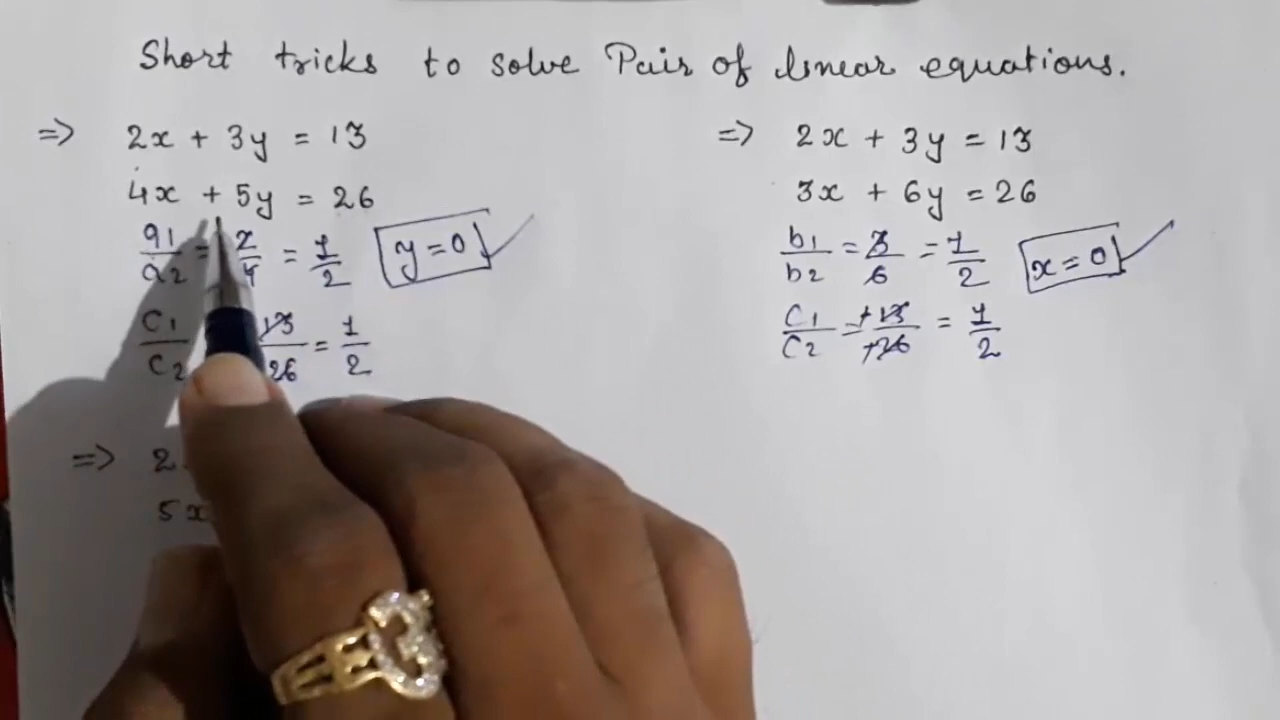 Short tricks to solve Pair of linear equations.
=> 2x + 3y = 13
4x + 5y = 26
a1/a2 = 2/4 = 1/2 y = 0
C1/C2 13/26 = 1/2
=> 2
5x
=> 2x + 3y = 13
3x + 6y = 26
b1/b2 = 3/6 = 1/2 x = 0
C1/C2 = +13/+26 = 1/2